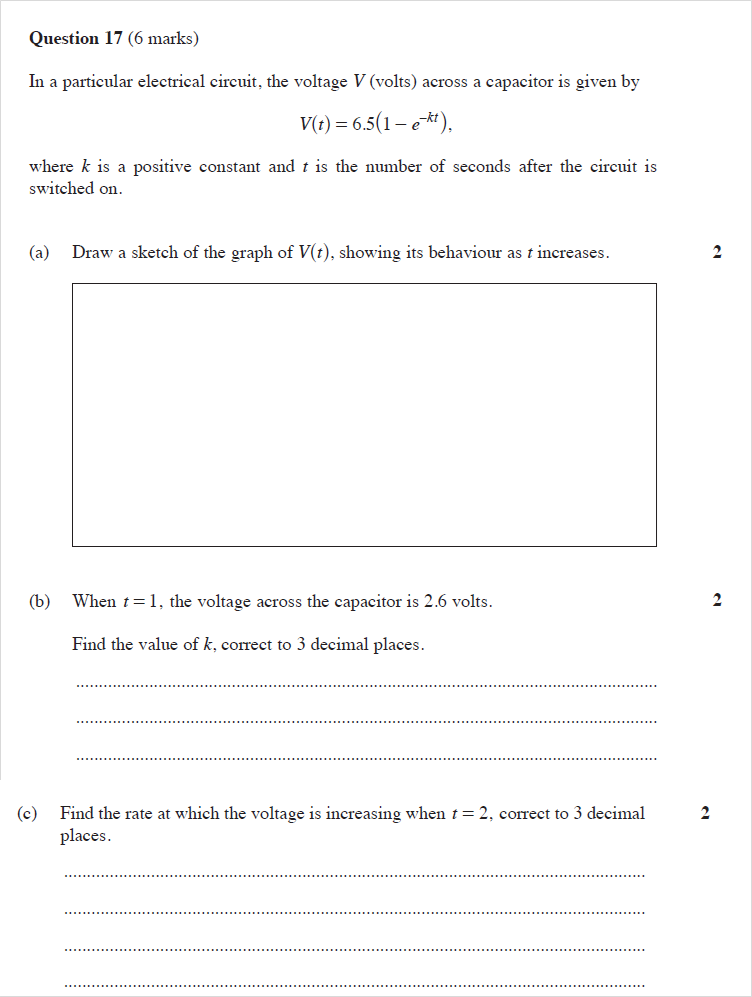 Question 17 (6 marks)
In a particular electrical circuit, the voltage V (volts) across a capacitor is given by
V(t) = 6.5(1 – e^–kt),
where k is a positive constant and t is the number of seconds after the circuit is
switched on.
(a) Draw a sketch of the graph of V(t), showing its behaviour as t increases. 2
(b) When t = 1, the voltage across the capacitor is 2.6 volts. 2
Find the value of k, correct to 3 decimal places.
(c) Find the rate at which the voltage is increasing when t = 2, correct to 3 decimal 2
places.